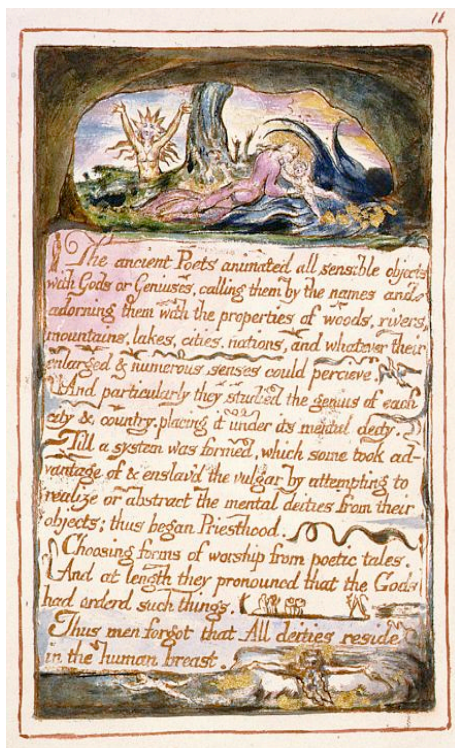 11
The ancient Poets animated all sensible objects
with Gods or Geniuses, calling them by the names and
adorning them with the properties of woods, rivers,
mountains, lakes, cities, nations, and whatever their
enlarged & numerous senses could percieve.
And particularly they studied the genius of each
city & country, placing it under its mental deity.
Till a system was formed, which some took ad-
vantage of & enslav'd the vulgar by attempting to
realize or abstract the mental deities from their
objects; thus began Priesthood.
Choosing forms of worship from poetic tales.
And at length they pronounced that the Gods
had orderd such things.
Thus men forgot that All deities reside
in the human breast.